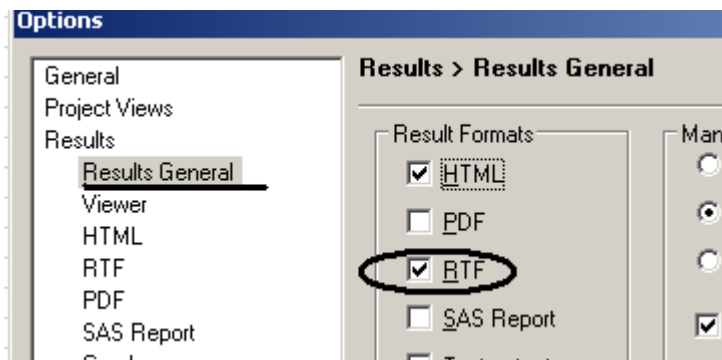 Options
General
Project Views
Results
Results General
Viewer
HTML
RTF
PDF
SAS Report
Results > Results General
Result Formats
HTML
PDF
RTF
SAS Report
Man